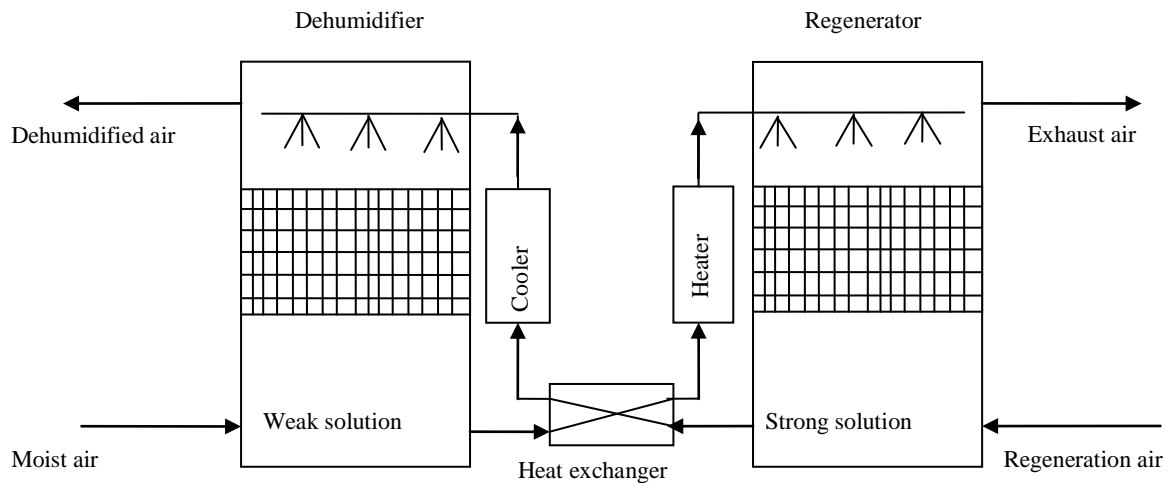 Dehumidifier
Regenerator
Dehumidified air
Exhaust air
Cooler
Heater
Weak solution
Strong solution
Moist air
Heat exchanger
Regeneration air